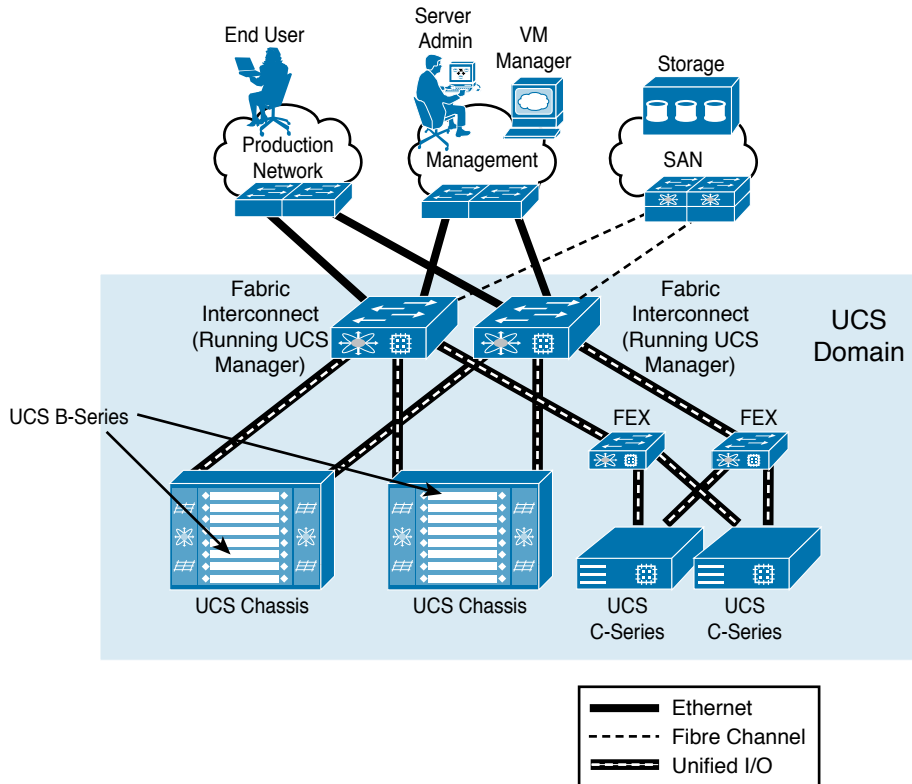 End User
Server
Admin
VM
Manager
Storage
Production
Network
Management
SAN
Fabric
Interconnect
(Running UCS
Manager)
Fabric
Interconnect
(Running UCS
Manager)
UCS
Domain
UCS B-Series
FEX
FEX
UCS Chassis
UCS Chassis
UCS
C-Series
UCS
C-Series
Ethernet
Fibre Channel
Unified I/O